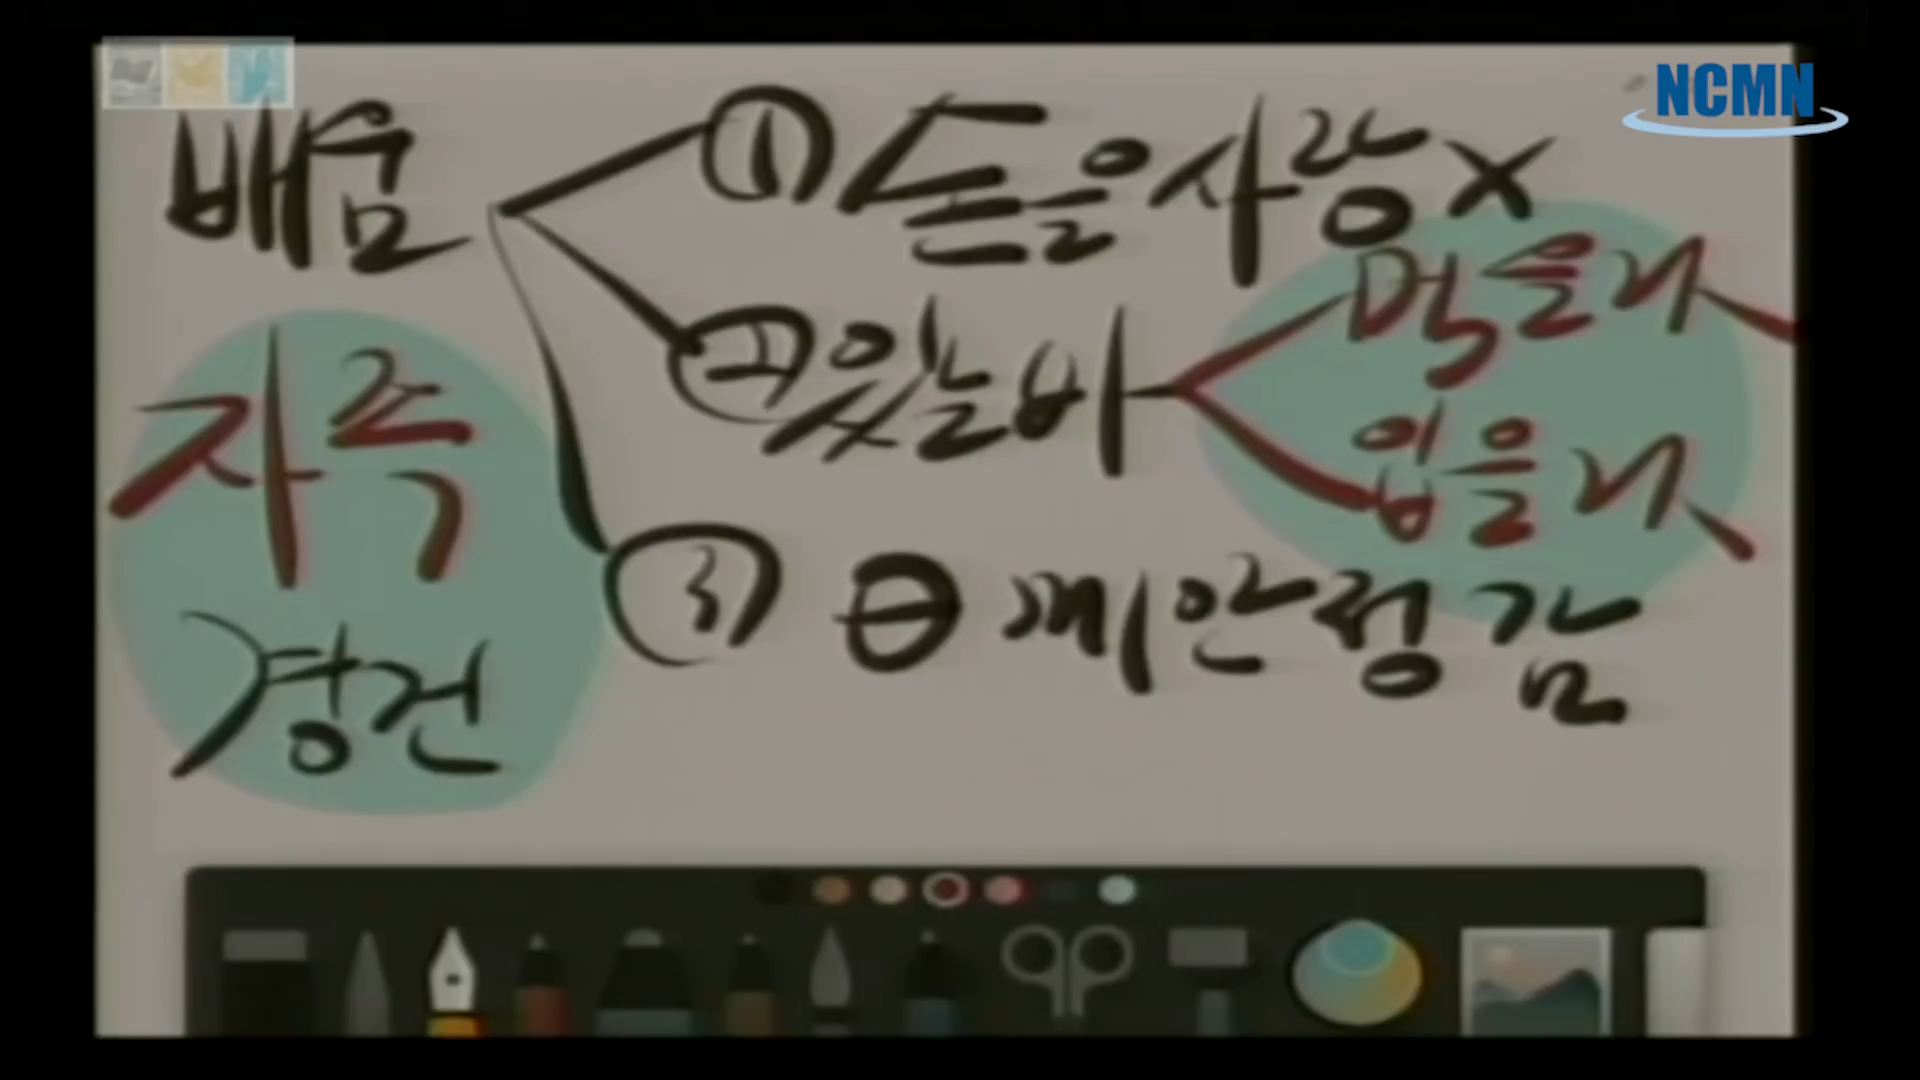 NCMN
배움
① 돈을 사랑 X
② 있는바
먹을거
입을거
자족
③ 재안정감
경건